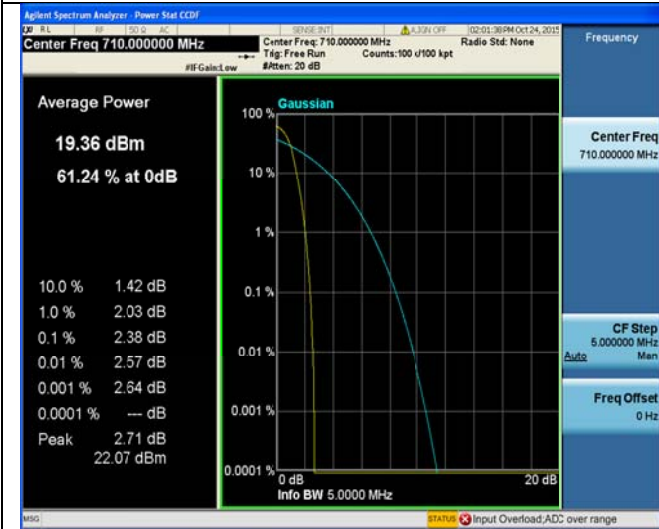 Agilent Spectrum Analyzer - Power Stat CCDF
RL RF 50 Ω AC SENSE:INT ALIGN OFF 02:01:38 PM Oct 24, 2015
Center Freq 710.000000 MHz
Center Freq: 710.000000 MHz
Radio Std: None
Trig: Free Run Counts:100 k/100 kpt
#IFGain:Low #Atten: 20 dB
Frequency
Average Power
19.36 dBm
61.24 % at 0dB
10.0 % 1.42 dB
1.0 % 2.03 dB
0.1 % 2.38 dB
0.01 % 2.57 dB
0.001 % 2.64 dB
0.0001 % --- dB
Peak 2.71 dB
22.07 dBm
Gaussian
100 %
10 %
1 %
0.1 %
0.01 %
0.001 %
0.0001 %
0 dB 20 dB
Info BW 5.0000 MHz
Center Freq
710.000000 MHz
CF Step
5.000000 MHz
Auto Man
Freq Offset
0 Hz
MSG STATUS Input Overload;ADC over range